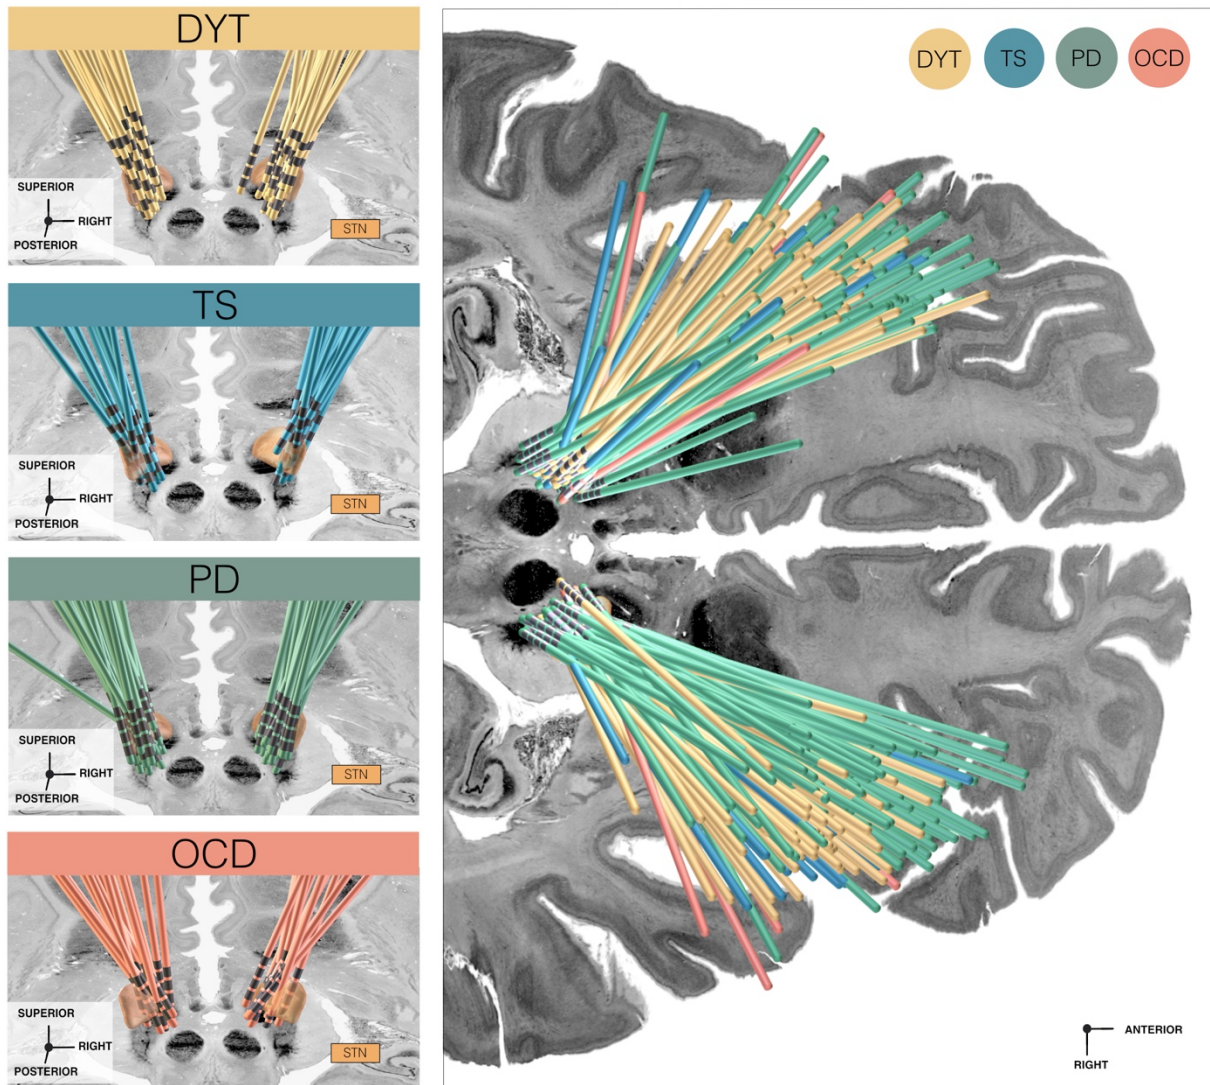 DYT
SUPERIOR
RIGHT
POSTERIOR
STN
TS
SUPERIOR
RIGHT
POSTERIOR
STN
PD
SUPERIOR
RIGHT
POSTERIOR
STN
OCD
SUPERIOR
RIGHT
POSTERIOR
STN
DYT TS PD OCD
ANTERIOR
RIGHT